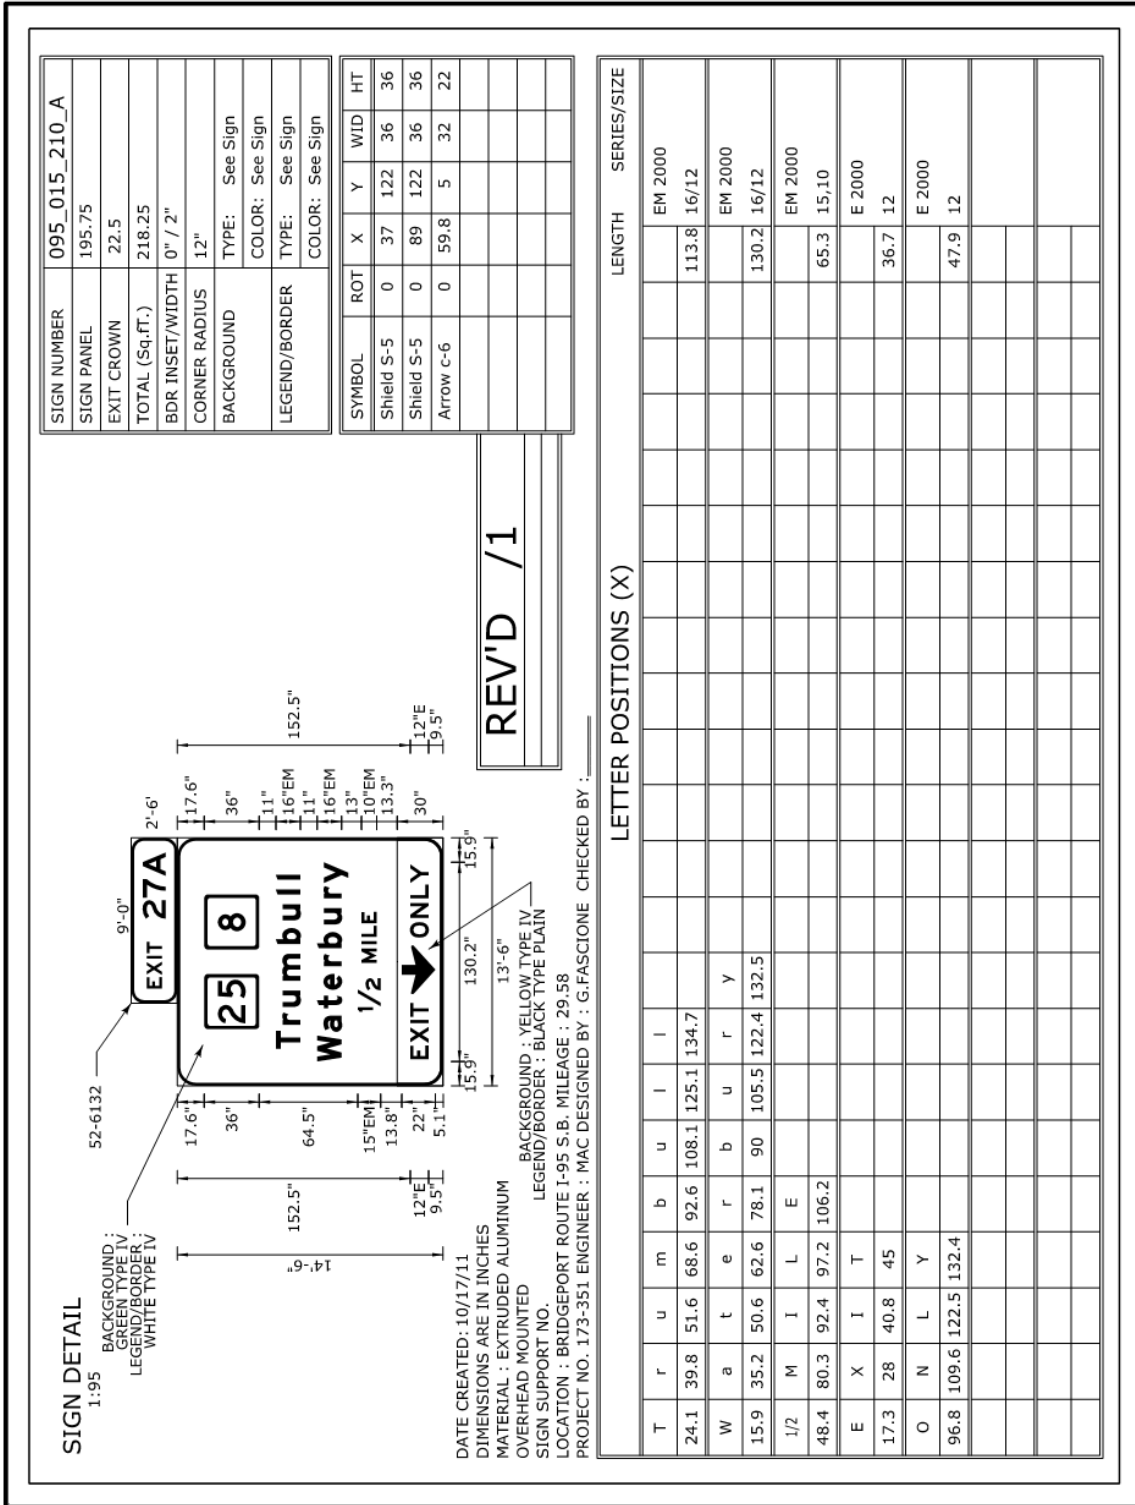 SIGN DETAIL
1:95
BACKGROUND :
GREEN TYPE IV
LEGEND/BORDER :
WHITE TYPE IV
52-6132
9'-0"
2'-6'
EXIT 27A
25 8
Trumbull
Waterbury
1/2 MILE
EXIT ONLY
14'-6"
152.5"
12"E
9.5"
17.6"
36"
64.5"
15"EM
13.8"
22"
5.1"
17.6"
36"
11"
16"EM
11"
16"EM
13"
10"EM
13.3"
30"
152.5"
12"E
9.5"
15.9" 130.2" 15.9"
13'-6"
BACKGROUND : YELLOW TYPE IV
LEGEND/BORDER : BLACK TYPE PLAIN
DATE CREATED: 10/17/11
DIMENSIONS ARE IN INCHES
MATERIAL : EXTRUDED ALUMINUM
OVERHEAD MOUNTED
SIGN SUPPORT NO.
LOCATION : BRIDGEPORT ROUTE I-95 S.B. MILEAGE : 29.58
PROJECT NO. 173-351 ENGINEER : MAC DESIGNED BY : G.FASCIONE CHECKED BY :______
REV'D /1
SIGN NUMBER 095_015_210_A
SIGN PANEL 195.75
EXIT CROWN 22.5
TOTAL (Sq.fT.) 218.25
BDR INSET/WIDTH 0" / 2"
CORNER RADIUS 12"
BACKGROUND TYPE: See Sign
COLOR: See Sign
LEGEND/BORDER TYPE: See Sign
COLOR: See Sign
SYMBOL ROT X Y WID HT
Shield S-5 0 37 122 36 36
Shield S-5 0 89 122 36 36
Arrow c-6 0 59.8 5 32 22
LETTER POSITIONS (X) LENGTH SERIES/SIZE
T r u m b u l l EM 2000
24.1 39.8 51.6 68.6 92.6 108.1 125.1 134.7 113.8 16/12
W a t e r b u r y EM 2000
15.9 35.2 50.6 62.6 78.1 90 105.5 122.4 132.5 130.2 16/12
1/2 M I L E EM 2000
48.4 80.3 92.4 97.2 106.2 65.3 15,10
E X I T E 2000
17.3 28 40.8 45 36.7 12
O N L Y E 2000
96.8 109.6 122.5 132.4 47.9 12